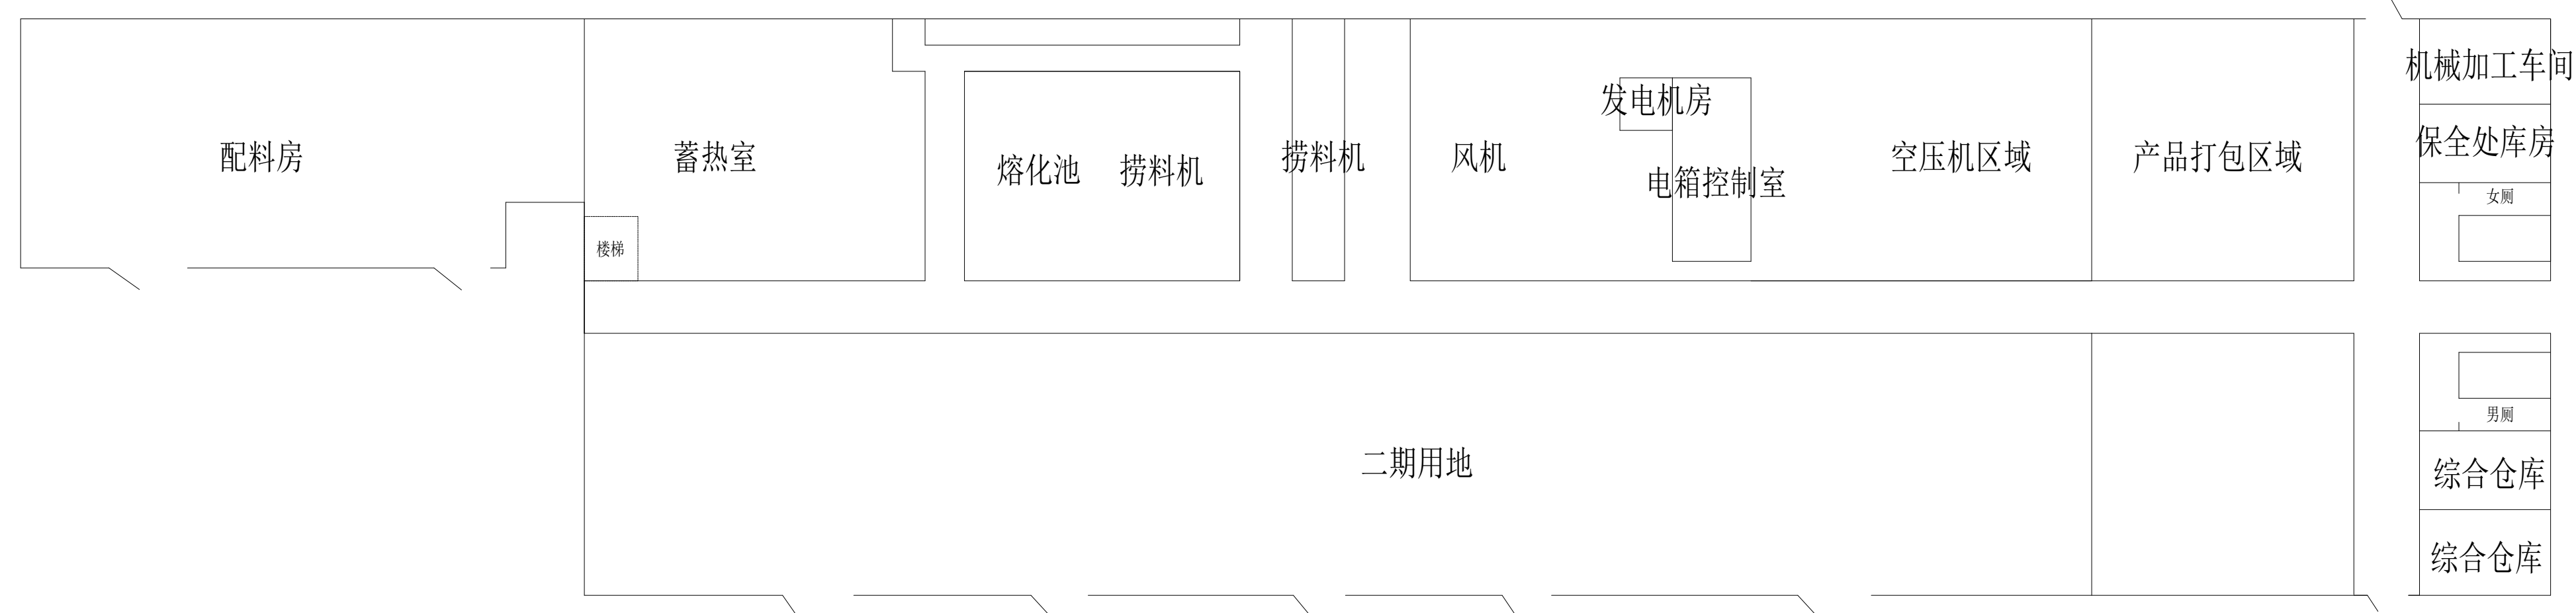 配料房
蓄热室
楼梯
熔化池
捞料机
捞料机
风机
发电机房
电箱控制室
空压机区域
产品打包区域
机械加工车间
保全处库房
女厕
男厕
综合仓库
综合仓库
二期用地